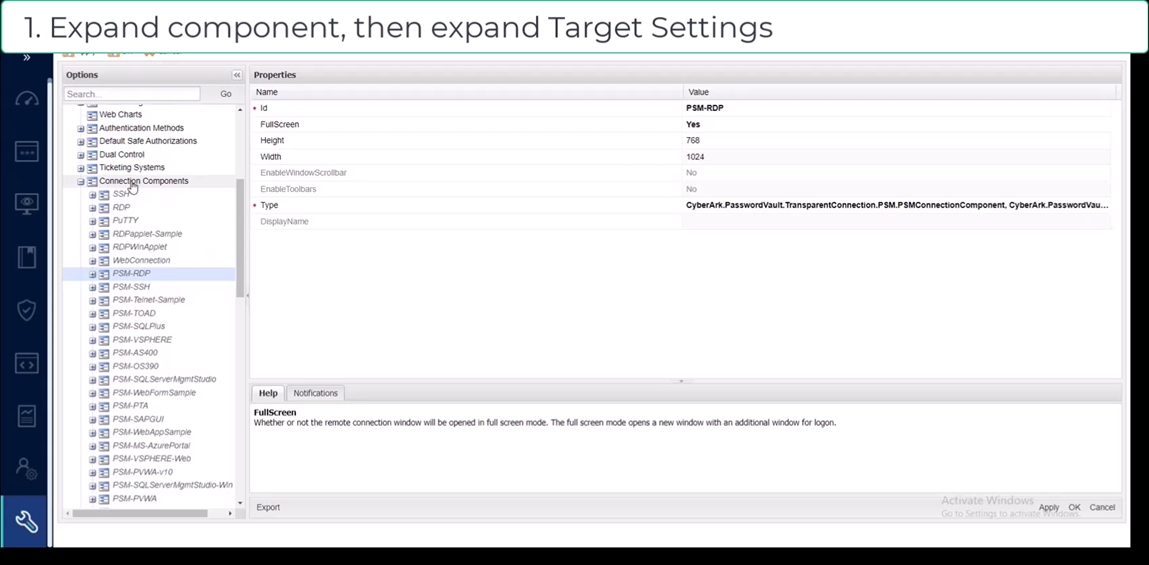 1. Expand component, then expand Target Settings
Options
Search...
Go
Web Charts
Authentication Methods
Default Safe Authorizations
Dual Control
Ticketing Systems
Connection Components
SSH
RDP
PuTTY
RDPapplet-Sample
RDPWinApplet
WebConnection
PSM-RDP
PSM-SSH
PSM-Telnet-Sample
PSM-TOAD
PSM-SQLPlus
PSM-VSPHERE
PSM-AS400
PSM-OS390
PSM-SQLServerMgmtStudio
PSM-WebFormSample
PSM-PTA
PSM-SAPGUI
PSM-WebAppSample
PSM-MS-AzurePortal
PSM-VSPHERE-Web
PSM-PVWA-v10
PSM-SQLServerMgmtStudio-Win
PSM-PVWA
Properties
Name Value
Id PSM-RDP
FullScreen Yes
Height 768
Width 1024
EnableWindowScrollbar No
EnableToolbars No
Type CyberArk.PasswordVault.TransparentConnection.PSM.PSMConnectionComponent, CyberArk.PasswordVau...
DisplayName
Help Notifications
FullScreen
Whether or not the remote connection window will be opened in full screen mode. The full screen mode opens a new window with an additional window for logon.
Activate Windows
Go to Settings to activate Windows.
Export Apply OK Cancel